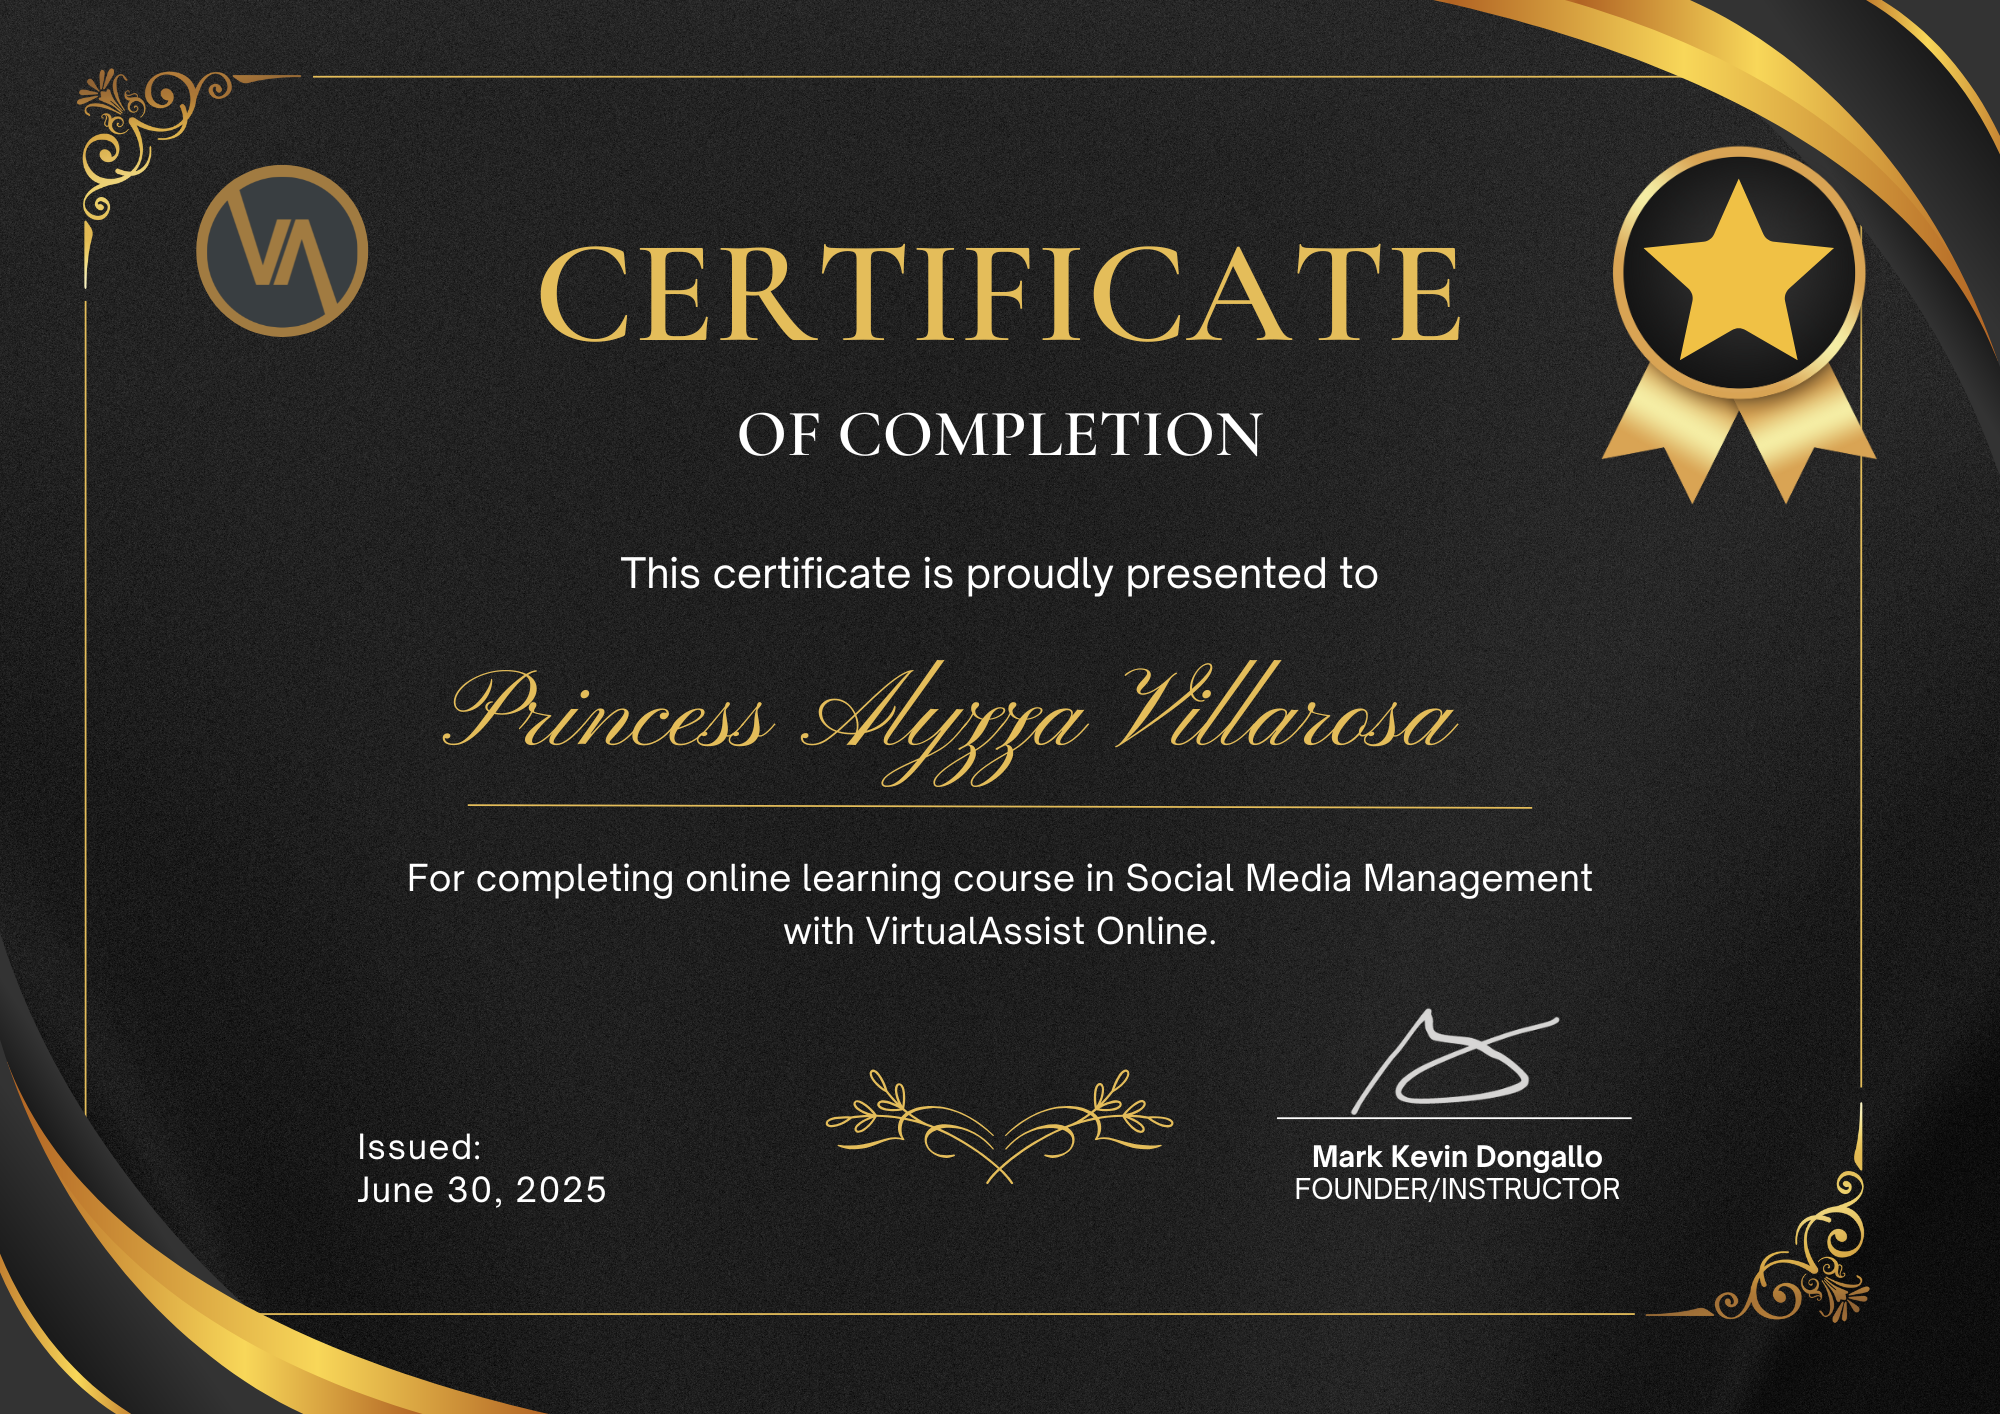 VA
CERTIFICATE
OF COMPLETION
This certificate is proudly presented to
Princess Alyzza Villarosa
For completing online learning course in Social Media Management
with VirtualAssist Online.
Issued:
June 30, 2025
Mark Kevin Dongallo
FOUNDER/INSTRUCTOR